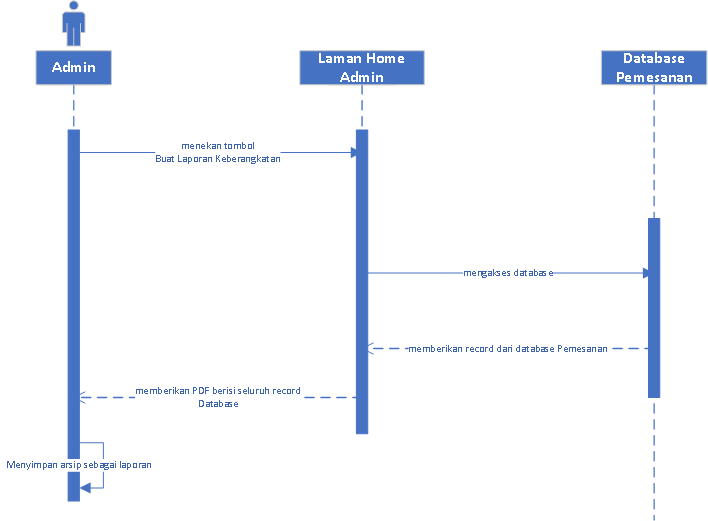 Admin
Laman Home
Admin
Database
Pemesanan
menekan tombol
Buat Laporan Keberangkatan
mengakses database
memberikan record dari database Pemesanan
memberikan PDF berisi seluruh record
Database
Menyimpan arsip sebagai laporan